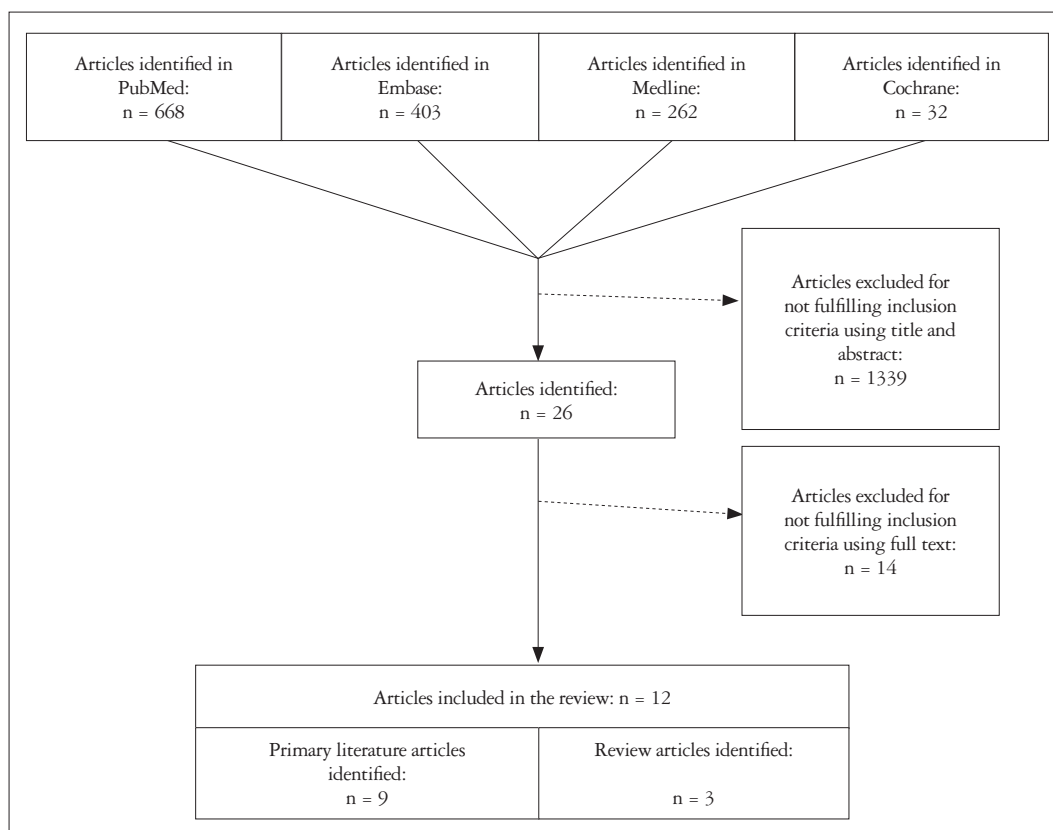 Articles identified in
PubMed:
n = 668
Articles identified in
Embase:
n = 403
Articles identified in
Medline:
n = 262
Articles identified in
Cochrane:
n = 32
Articles excluded for
not fulfilling inclusion
criteria using title and
abstract:
n = 1339
Articles identified:
n = 26
Articles excluded for
not fulfilling inclusion
criteria using full text:
n = 14
Articles included in the review: n = 12
Primary literature articles
identified:
n = 9
Review articles identified:
n = 3